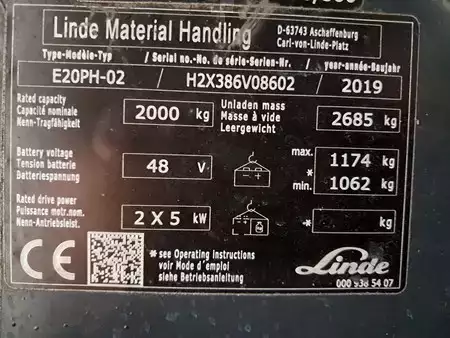 Linde Material Handling
D-63743 Aschaffenburg
Carl-von-Linde-Platz
Type-Modèle-Typ / Serial no.-No. de série-Serien-Nr. / year-année-Baujahr
E20PH-02 / H2X386V08602 / 2019
Rated capacity
Capacité nominale
Nenn-Tragfähigkeit
2000 kg
Unladen mass
Masse à vide
Leergewicht
2685 kg
Battery voltage
Tension batterie
Batteriespannung
48 V
max. 1174 kg
*
min. 1062 kg
Rated drive power
Puissance mot.nom.
Nenn-Antriebsleist.
2 X 5 kW
* kg
CE
* see Operating Instructions
voir Mode d'emploi
siehe Betriebsanleitung
Linde
000 938 54 07